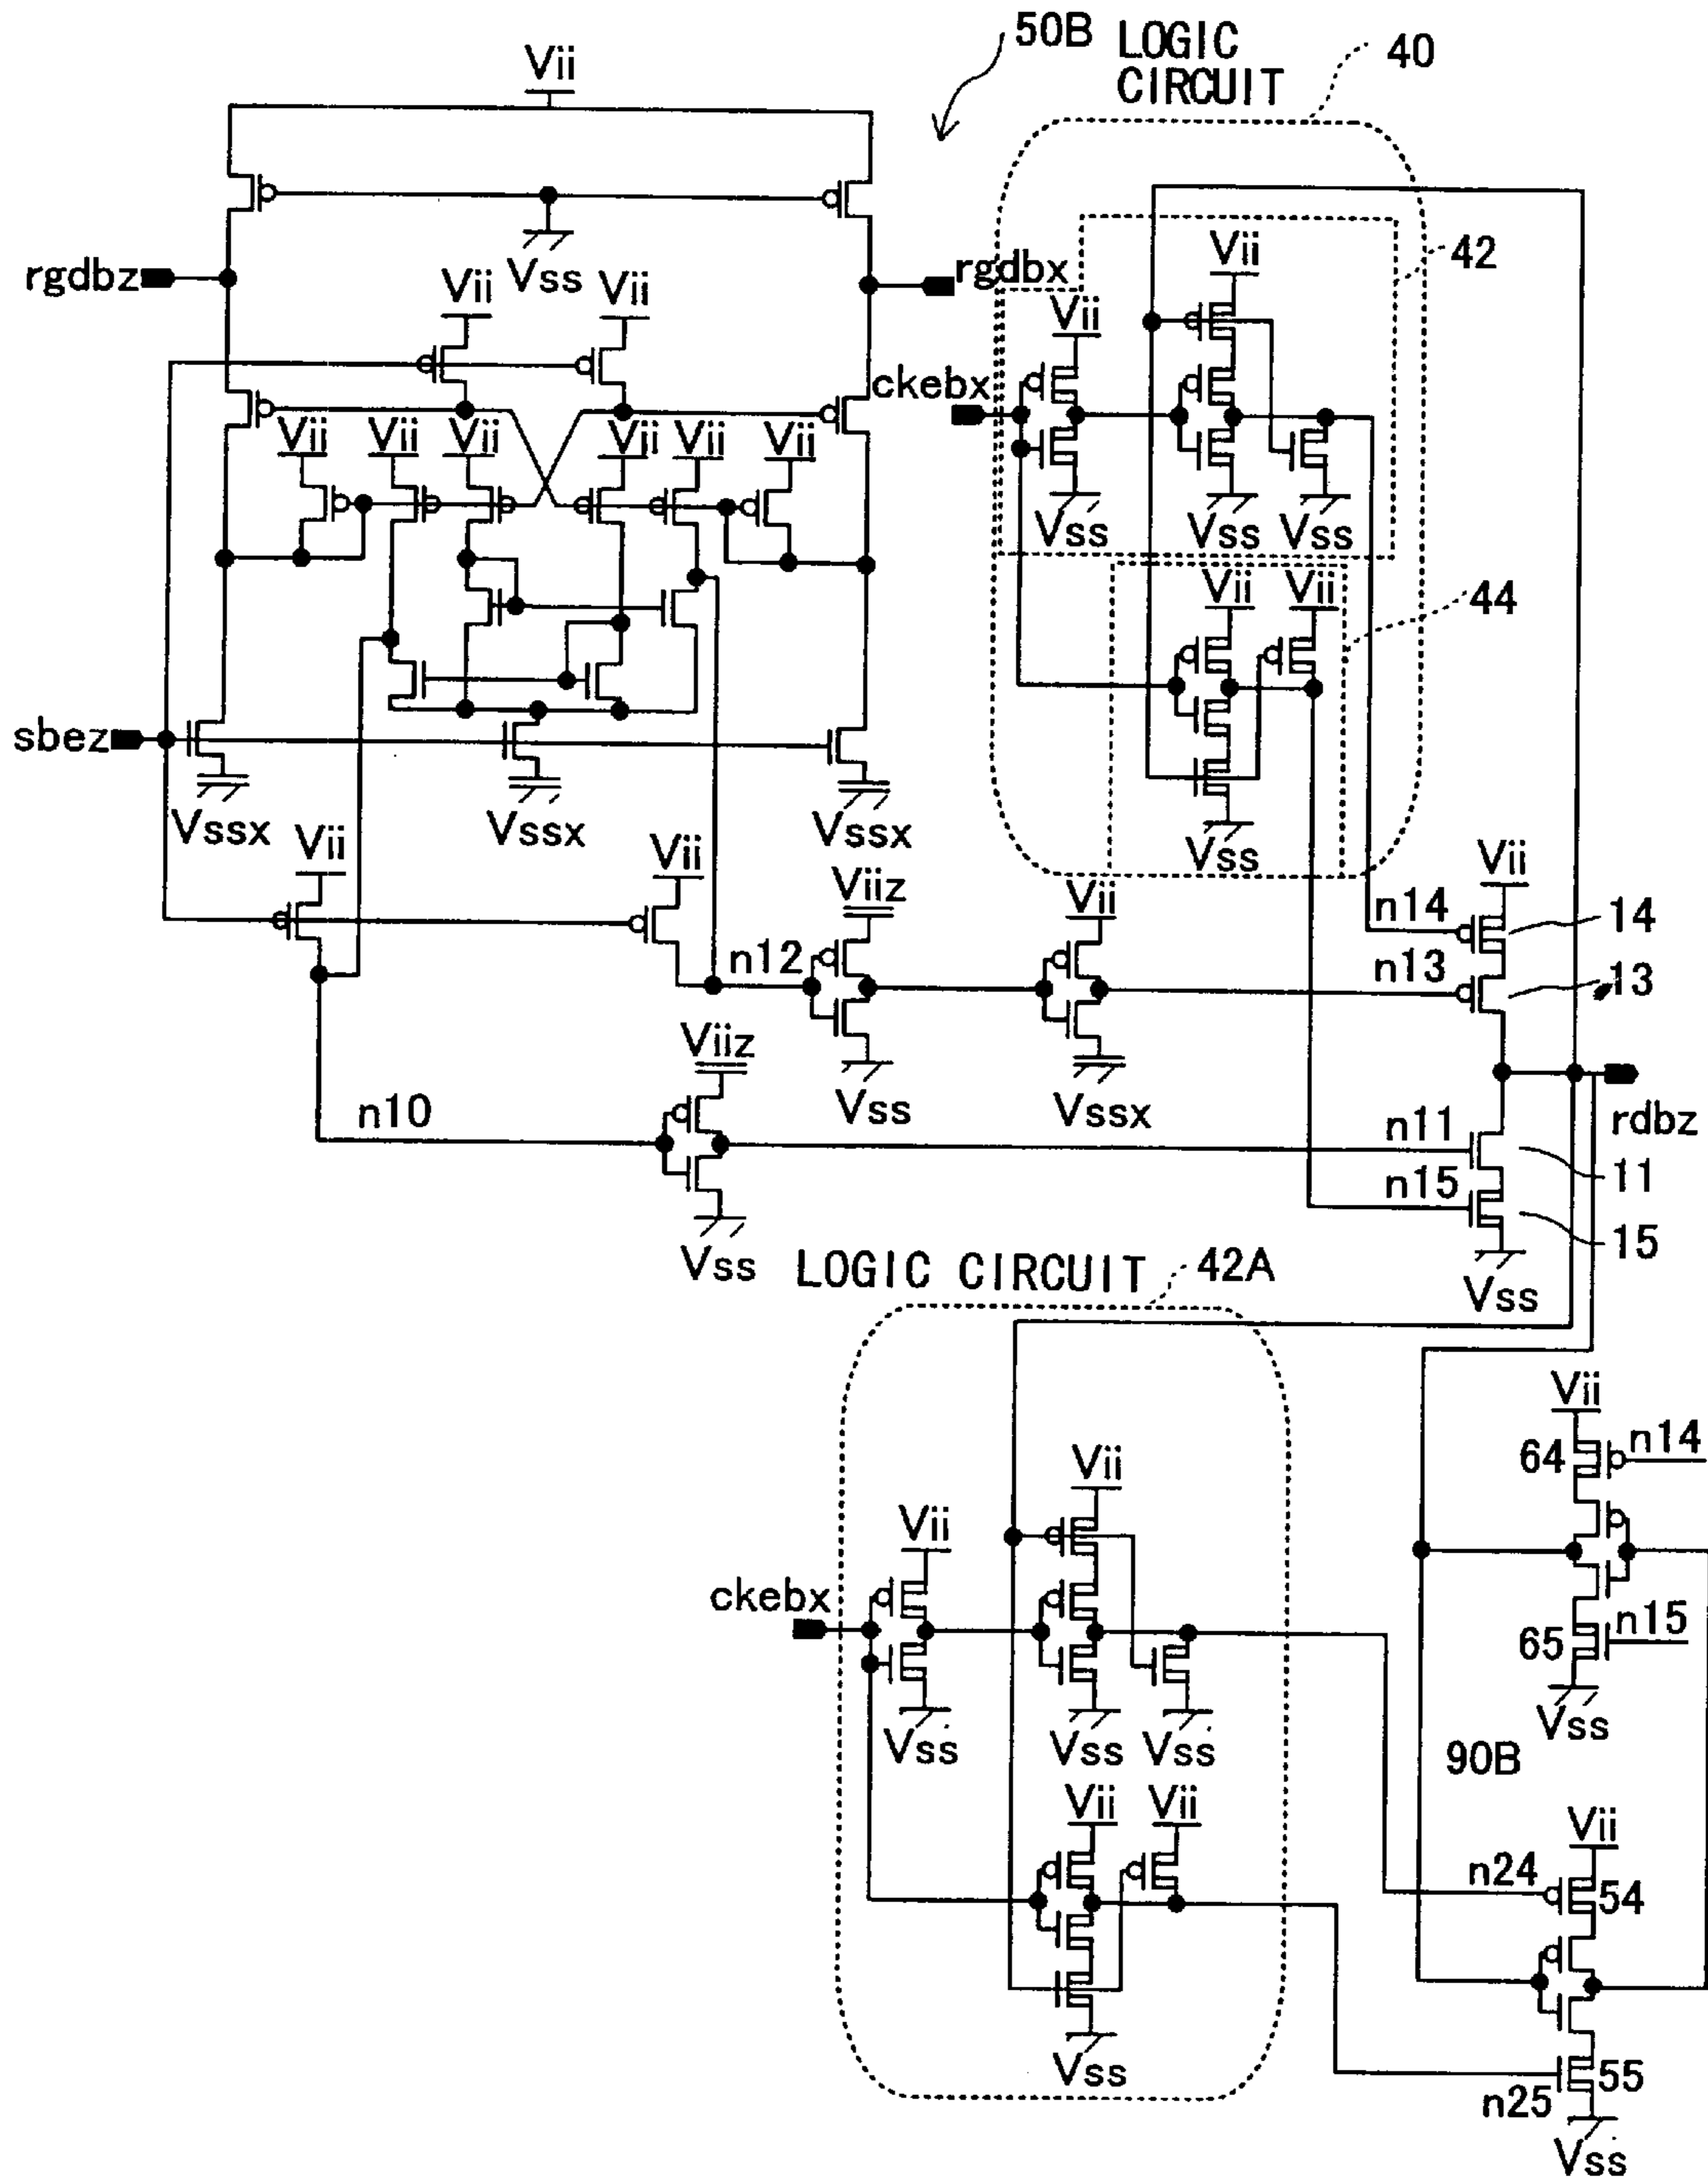 50B
LOGIC
CIRCUIT
40
Vii
42
rgdbz
Vss
rgdbx
Vii
Vii
Vii
Vii
ckebx
Vii
Vii
Vii
Vii
Vii
Vii
Vss
Vss
Vss
Vii
Vii
44
sbez
Vssx
Vssx
Vssx
Vss
Vii
Vii
Viiz
Vii
Vii
n14
14
n12
n13
13
Viiz
Vss
Vssx
rdbz
n10
n11
11
n15
15
Vss
Vss
LOGIC CIRCUIT
42A
Vii
64
n14
Vii
Vii
ckebx
65
n15
Vss
Vss
Vss
Vss
90B
Vii
Vii
Vii
n24
54
n25
55
Vss
Vss